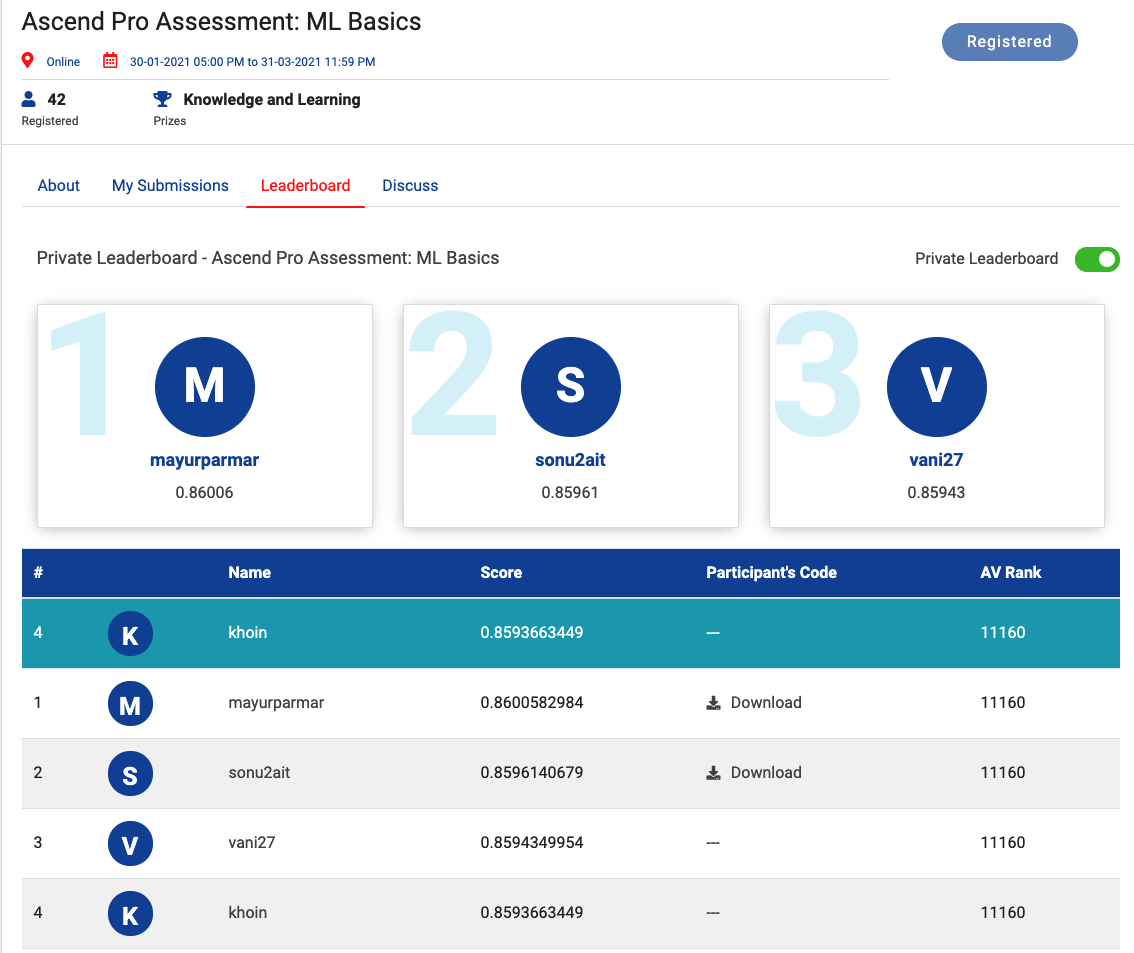 Ascend Pro Assessment: ML Basics
Registered
Online 30-01-2021 05:00 PM to 31-03-2021 11:59 PM
42 Knowledge and Learning
Registered Prizes
About My Submissions Leaderboard Discuss
Private Leaderboard - Ascend Pro Assessment: ML Basics Private Leaderboard
1 2 3
M S V
mayurparmar sonu2ait vani27
0.86006 0.85961 0.85943
# Name Score Participant's Code AV Rank
4 K khoin 0.8593663449 --- 11160
1 M mayurparmar 0.8600582984 Download 11160
2 S sonu2ait 0.8596140679 Download 11160
3 V vani27 0.8594349954 --- 11160
4 K khoin 0.8593663449 --- 11160